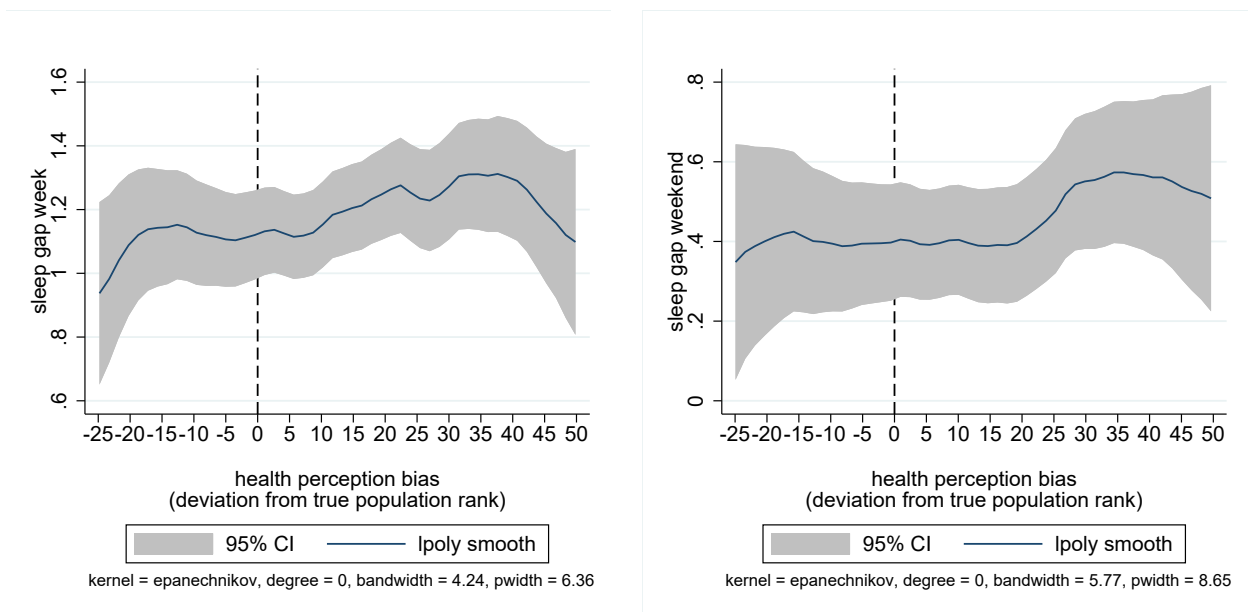 sleep gap week
1.6
1.4
1.2
1
.8
.6
-25 -20 -15 -10 -5 0 5 10 15 20 25 30 35 40 45 50
health perception bias
(deviation from true population rank)
95% CI lpoly smooth
kernel = epanechnikov, degree = 0, bandwidth = 4.24, pwidth = 6.36
sleep gap weekend
.8
.6
.4
.2
0
-25 -20 -15 -10 -5 0 5 10 15 20 25 30 35 40 45 50
health perception bias
(deviation from true population rank)
95% CI lpoly smooth
kernel = epanechnikov, degree = 0, bandwidth = 5.77, pwidth = 8.65